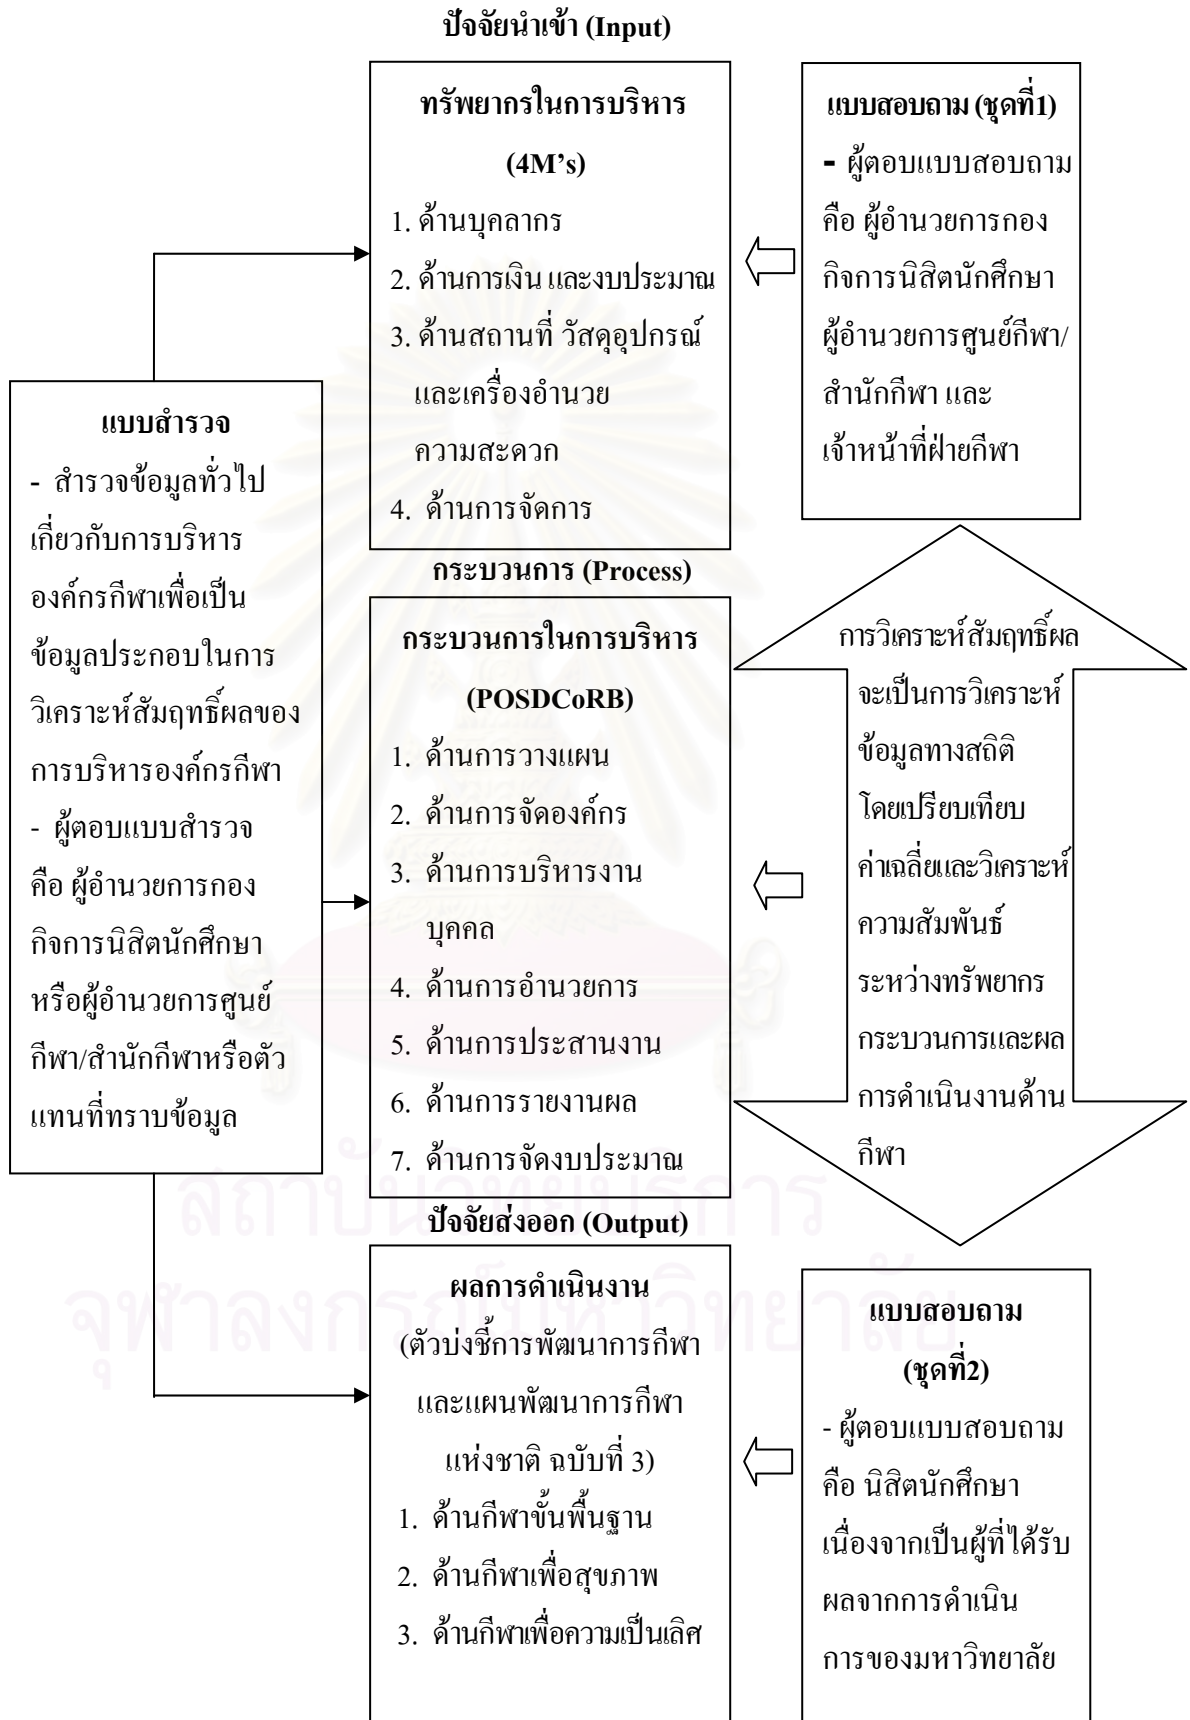 ปัจจัยนำเข้า (Input)
ทรัพยากรในการบริหาร
(4M’s)
1. ด้านบุคลากร
2. ด้านการเงิน และงบประมาณ
3. ด้านสถานที่ วัสดุอุปกรณ์
และเครื่องอำนวย
ความสะดวก
4. ด้านการจัดการ
แบบสอบถาม (ชุดที่1)
- ผู้ตอบแบบสอบถาม
คือ ผู้อำนวยการกอง
กิจการนิสิตนักศึกษา
ผู้อำนวยการศูนย์กีฬา/
สำนักกีฬา และ
เจ้าหน้าที่ฝ่ายกีฬา
แบบสำรวจ
- สำรวจข้อมูลทั่วไป
เกี่ยวกับการบริหาร
องค์กรกีฬาเพื่อเป็น
ข้อมูลประกอบในการ
วิเคราะห์สัมฤทธิ์ผลของ
การบริหารองค์กรกีฬา
- ผู้ตอบแบบสำรวจ
คือ ผู้อำนวยการกอง
กิจการนิสิตนักศึกษา
หรือผู้อำนวยการศูนย์
กีฬา/สำนักกีฬาหรือตัว
แทนที่ทราบข้อมูล
กระบวนการ (Process)
กระบวนการในการบริหาร
(POSDCoRB)
1. ด้านการวางแผน
2. ด้านการจัดองค์กร
3. ด้านการบริหารงาน
บุคคล
4. ด้านการอำนวยการ
5. ด้านการประสานงาน
6. ด้านการรายงานผล
7. ด้านการจัดงบประมาณ
การวิเคราะห์สัมฤทธิ์ผล
จะเป็นการวิเคราะห์
ข้อมูลทางสถิติ
โดยเปรียบเทียบ
ค่าเฉลี่ยและวิเคราะห์
ความสัมพันธ์
ระหว่างทรัพยากร
กระบวนการและผล
การดำเนินงานด้าน
กีฬา
ปัจจัยส่งออก (Output)
ผลการดำเนินงาน
(ตัวบ่งชี้การพัฒนาการกีฬา
และแผนพัฒนาการกีฬา
แห่งชาติ ฉบับที่ 3)
1. ด้านกีฬาขั้นพื้นฐาน
2. ด้านกีฬาเพื่อสุขภาพ
3. ด้านกีฬาเพื่อความเป็นเลิศ
แบบสอบถาม
(ชุดที่2)
- ผู้ตอบแบบสอบถาม
คือ นิสิตนักศึกษา
เนื่องจากเป็นผู้ที่ได้รับ
ผลจากการดำเนิน
การของมหาวิทยาลัย
สถาบันวิทยบริการ
จุฬาลงกรณ์มหาวิทยาลัย